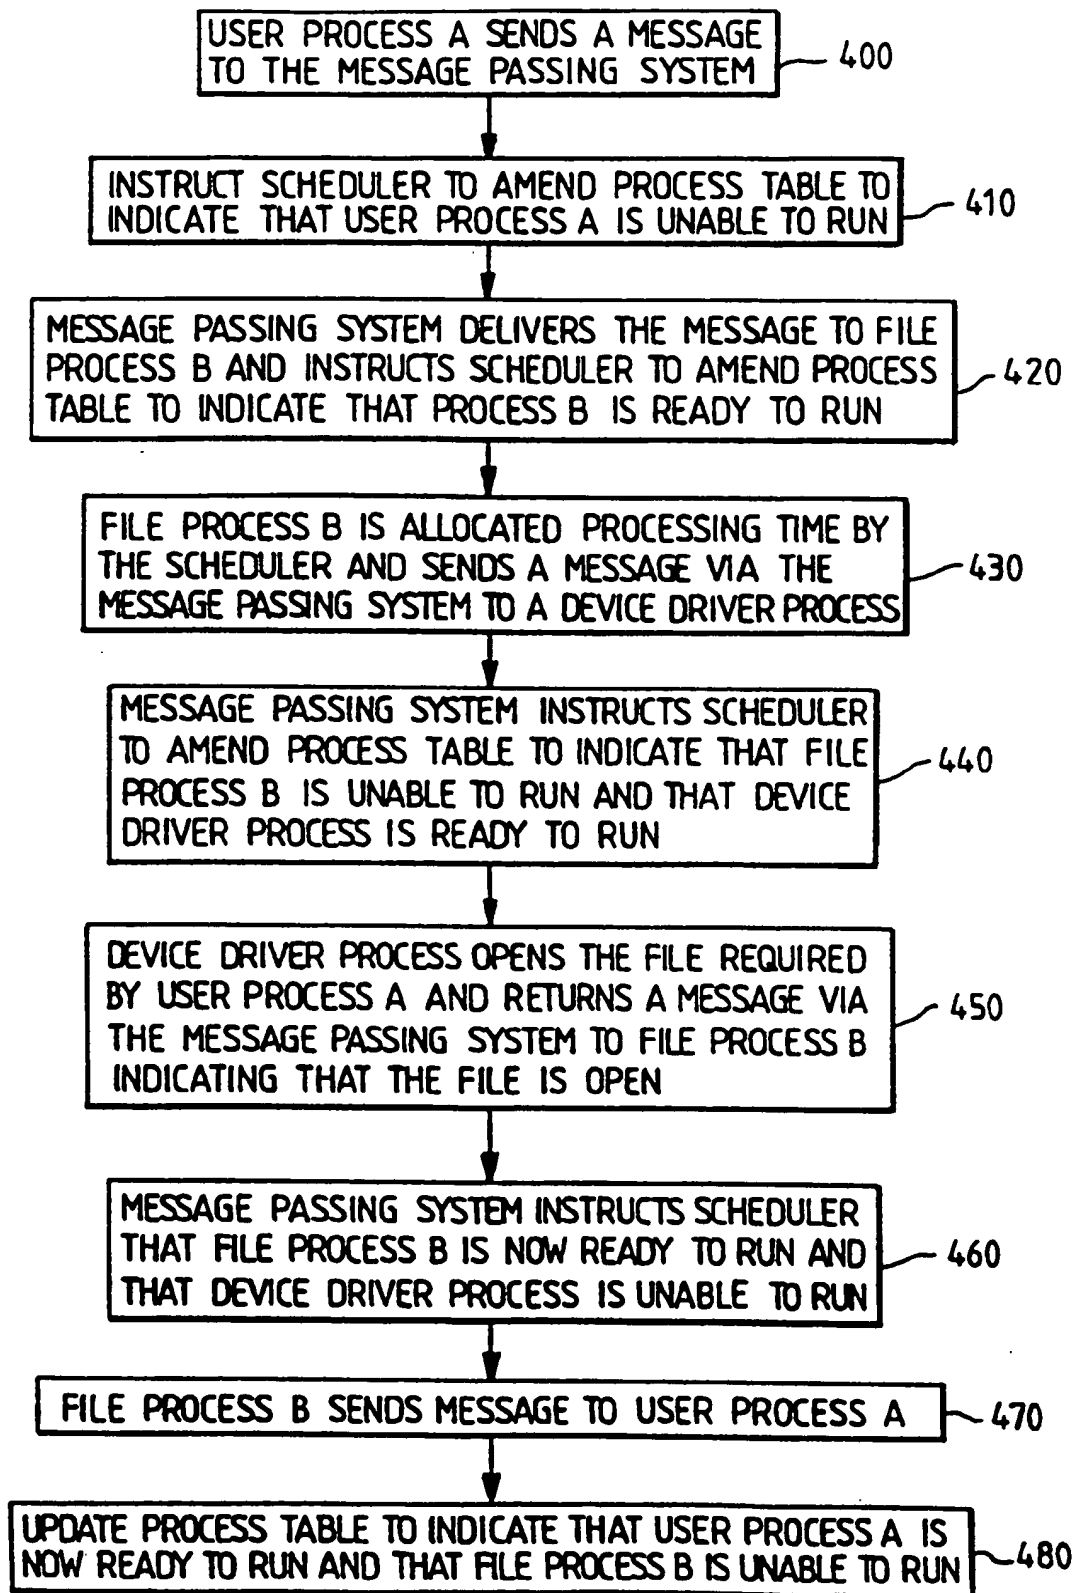 USER PROCESS A SENDS A MESSAGE
TO THE MESSAGE PASSING SYSTEM
400
INSTRUCT SCHEDULER TO AMEND PROCESS TABLE TO
INDICATE THAT USER PROCESS A IS UNABLE TO RUN
410
MESSAGE PASSING SYSTEM DELIVERS THE MESSAGE TO FILE
PROCESS B AND INSTRUCTS SCHEDULER TO AMEND PROCESS
TABLE TO INDICATE THAT PROCESS B IS READY TO RUN
420
FILE PROCESS B IS ALLOCATED PROCESSING TIME BY
THE SCHEDULER AND SENDS A MESSAGE VIA THE
MESSAGE PASSING SYSTEM TO A DEVICE DRIVER PROCESS
430
MESSAGE PASSING SYSTEM INSTRUCTS SCHEDULER
TO AMEND PROCESS TABLE TO INDICATE THAT FILE
PROCESS B IS UNABLE TO RUN AND THAT DEVICE
DRIVER PROCESS IS READY TO RUN
440
DEVICE DRIVER PROCESS OPENS THE FILE REQUIRED
BY USER PROCESS A AND RETURNS A MESSAGE VIA
THE MESSAGE PASSING SYSTEM TO FILE PROCESS B
INDICATING THAT THE FILE IS OPEN
450
MESSAGE PASSING SYSTEM INSTRUCTS SCHEDULER
THAT FILE PROCESS B IS NOW READY TO RUN AND
THAT DEVICE DRIVER PROCESS IS UNABLE TO RUN
460
FILE PROCESS B SENDS MESSAGE TO USER PROCESS A
470
UPDATE PROCESS TABLE TO INDICATE THAT USER PROCESS A IS
NOW READY TO RUN AND THAT FILE PROCESS B IS UNABLE TO RUN
480